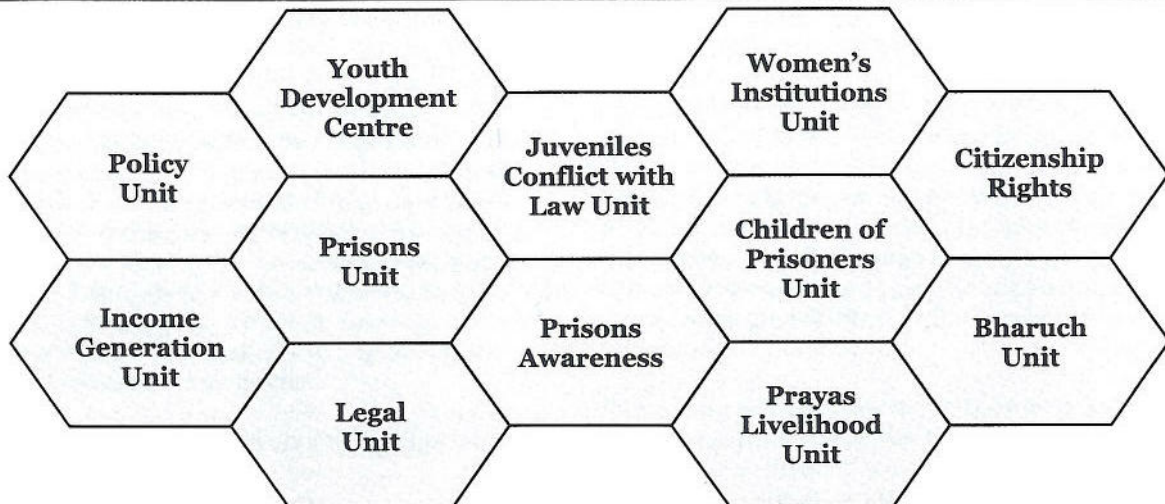 Youth
Development
Centre
Women's
Institutions
Unit
Policy
Unit
Juveniles
Conflict with
Law Unit
Citizenship
Rights
Prisons
Unit
Children of
Prisoners
Unit
Income
Generation
Unit
Prisons
Awareness
Bharuch
Unit
Legal
Unit
Prayas
Livelihood
Unit